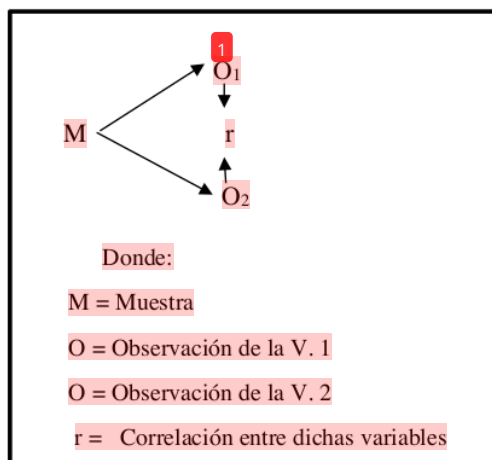 1
O₁
M r
O₂
Donde:
M = Muestra
O = Observación de la V. 1
O = Observación de la V. 2
r = Correlación entre dichas variables